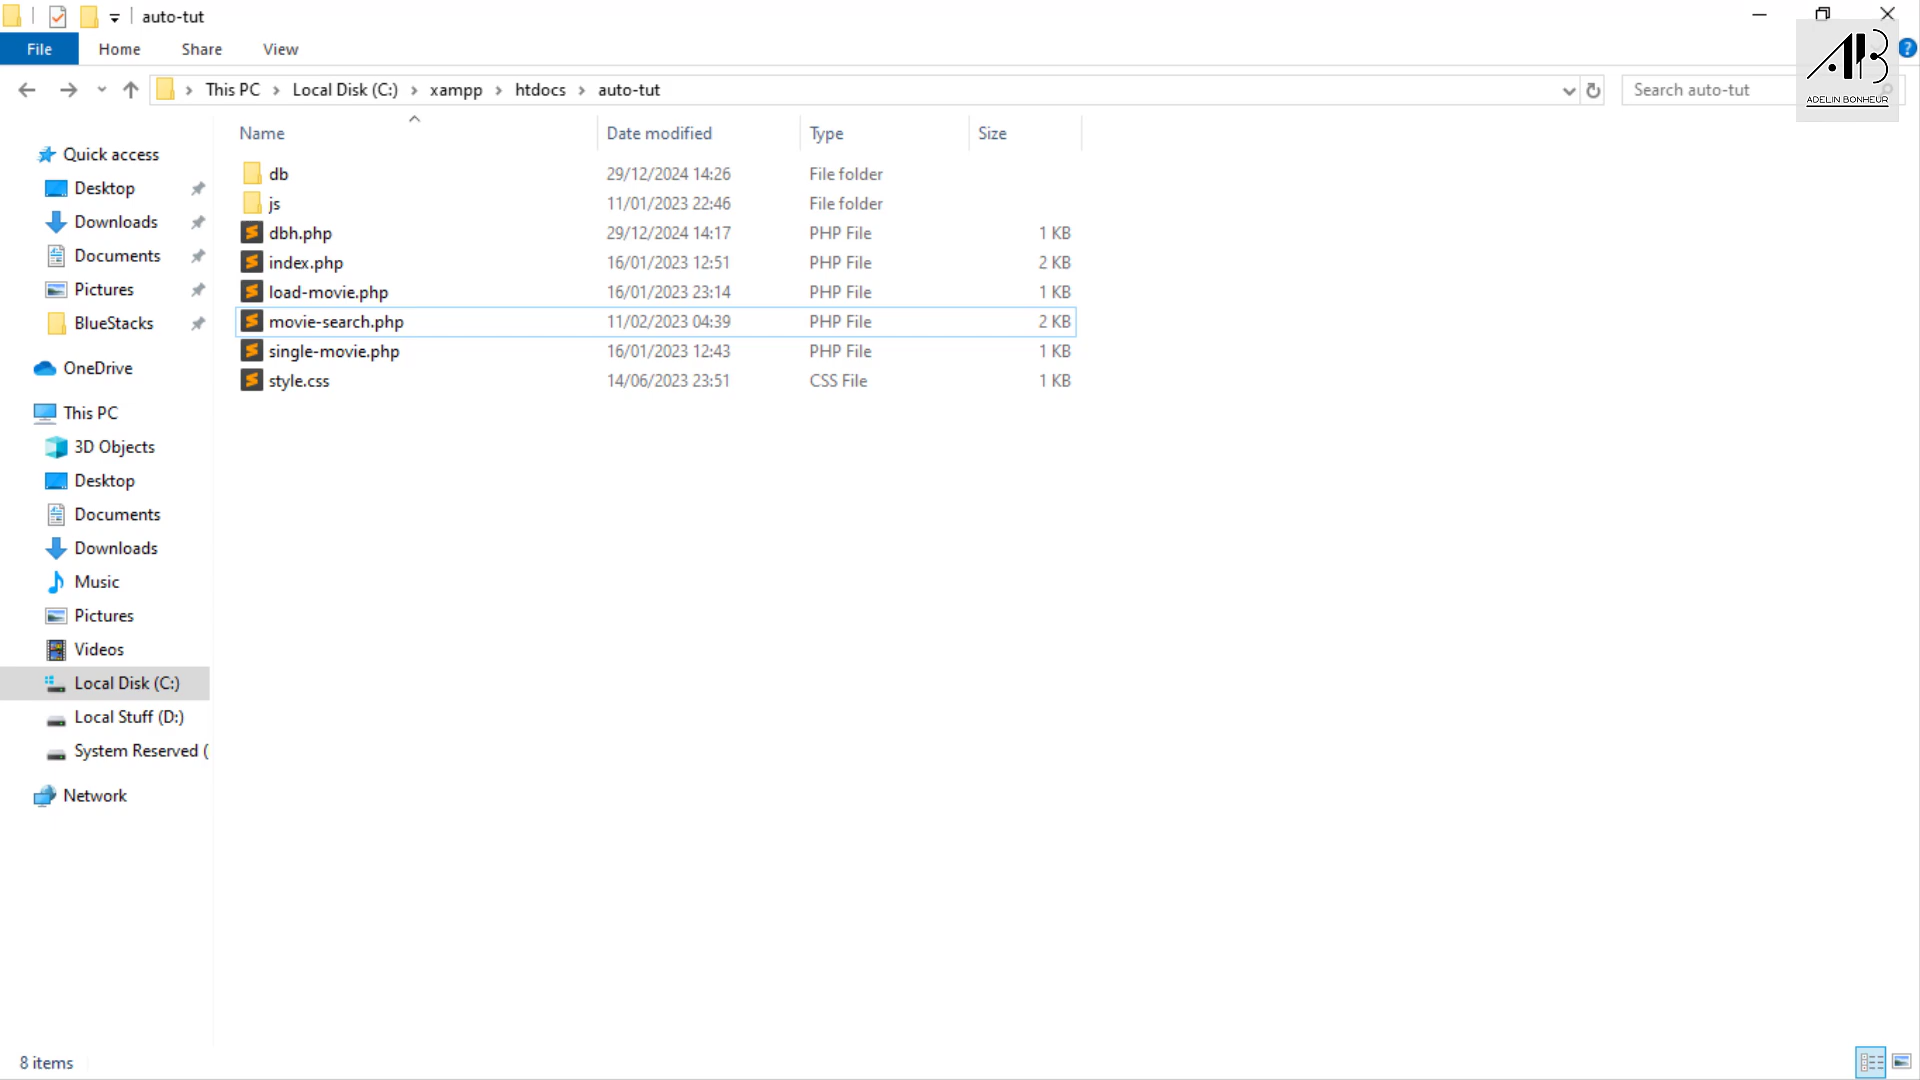 auto-tut
File Home Share View
This PC Local Disk (C:) xampp htdocs auto-tut
Search auto-tut
ADELIN BONHEUR
Name Date modified Type Size
Quick access
Desktop
Downloads
Documents
Pictures
BlueStacks
OneDrive
This PC
3D Objects
Desktop
Documents
Downloads
Music
Pictures
Videos
Local Disk (C:)
Local Stuff (D:)
System Reserved (
Network
db 29/12/2024 14:26 File folder
js 11/01/2023 22:46 File folder
dbh.php 29/12/2024 14:17 PHP File 1 KB
index.php 16/01/2023 12:51 PHP File 2 KB
load-movie.php 16/01/2023 23:14 PHP File 1 KB
movie-search.php 11/02/2023 04:39 PHP File 2 KB
single-movie.php 16/01/2023 12:43 PHP File 1 KB
style.css 14/06/2023 23:51 CSS File 1 KB
8 items